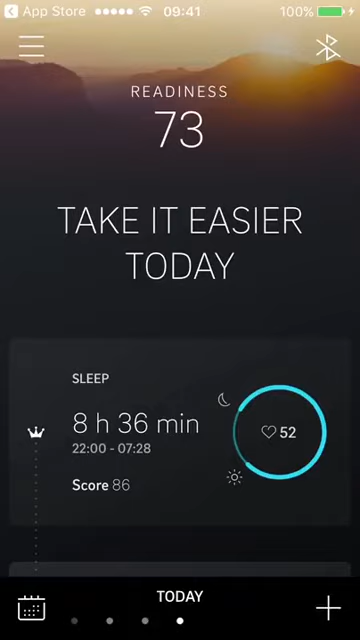 App Store 09:41 100%
READINESS
73
TAKE IT EASIER
TODAY
SLEEP
8 h 36 min
22:00 - 07:28
Score 86
52
TODAY